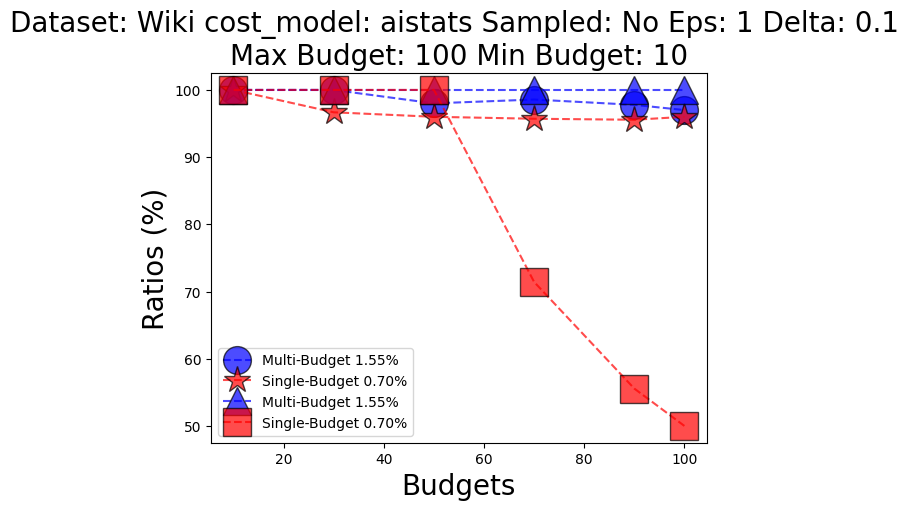 Dataset: Wiki cost_model: aistats Sampled: No Eps: 1 Delta: 0.1
Max Budget: 100 Min Budget: 10
100
90
80
70
60
50
Ratios (%)
Multi-Budget 1.55%
Single-Budget 0.70%
Multi-Budget 1.55%
Single-Budget 0.70%
20 40 60 80 100
Budgets